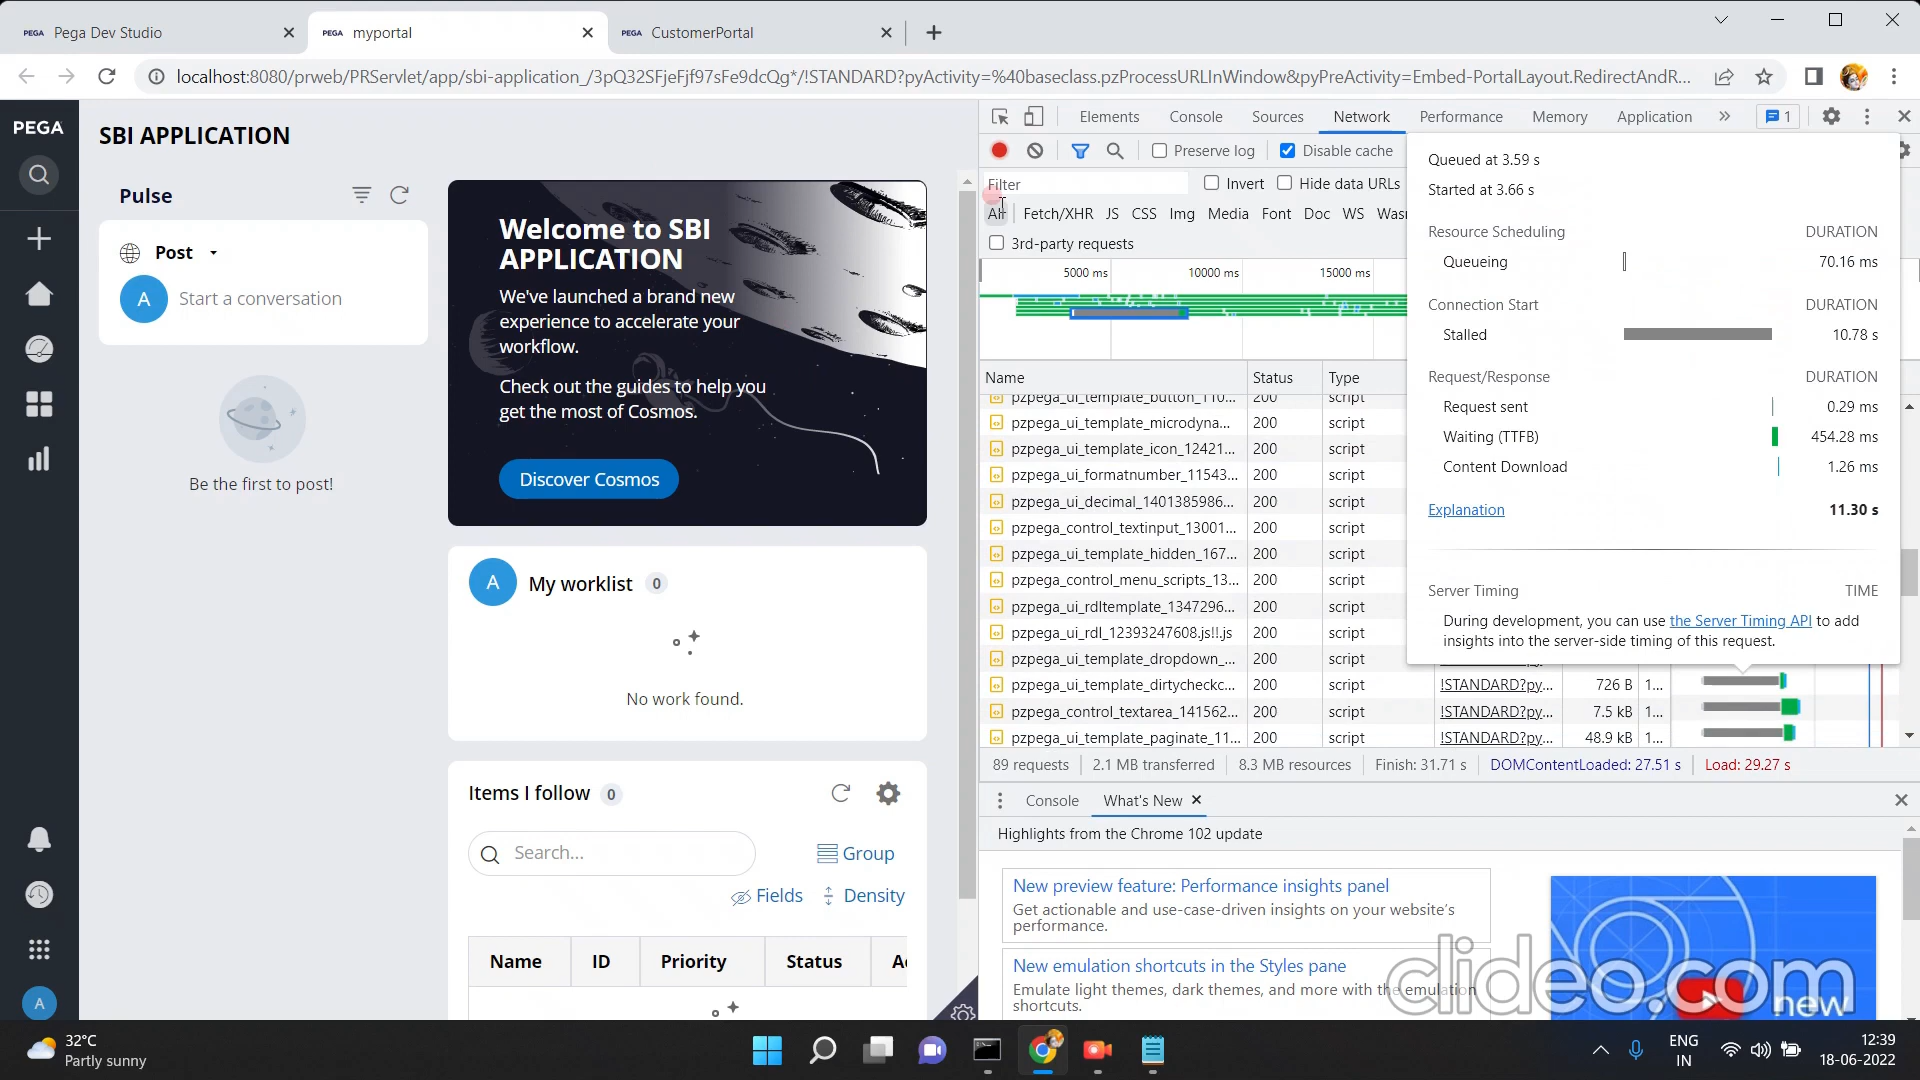 PEGA Pega Dev Studio
PEGA myportal
PEGA CustomerPortal
localhost:8080/prweb/PRServlet/app/sbi-application_/3pQ32SFjeFjf97sFe9dcQg*/!STANDARD?pyActivity=%40baseclass.pzProcessURLInWindow&pyPreActivity=Embed-PortalLayout.RedirectAndR...
PEGA
A
SBI APPLICATION
Pulse
Post
A
Start a conversation
Be the first to post!
Welcome to SBI
APPLICATION
We've launched a brand new
experience to accelerate your
workflow.
Check out the guides to help you
get the most of Cosmos.
Discover Cosmos
A
My worklist 0
No work found.
Items I follow 0
Search...
Group
Fields
Density
Name ID Priority Status
Elements Console Sources Network Performance Memory Application » 1
Preserve log Disable cache
Filter
Invert Hide data URLs
All Fetch/XHR JS CSS Img Media Font Doc WS Wasr
3rd-party requests
5000 ms 10000 ms 15000 ms
Name Status Type
pzpega_ui_template_button_110... 200 script
pzpega_ui_template_microdyna... 200 script
pzpega_ui_template_icon_12421... 200 script
pzpega_ui_formatnumber_11543... 200 script
pzpega_ui_decimal_1401385986... 200 script
pzpega_control_textinput_13001... 200 script
pzpega_ui_template_hidden_167... 200 script
pzpega_control_menu_scripts_13... 200 script
pzpega_ui_rdltemplate_1347296... 200 script
pzpega_ui_rdl_12393247608.js!!.js 200 script
pzpega_ui_template_dropdown_... 200 script
pzpega_ui_template_dirtycheckc... 200 script !STANDARD?py... 726 B 1...
pzpega_control_textarea_141562... 200 script !STANDARD?py... 7.5 kB 1...
pzpega_ui_template_paginate_11... 200 script !STANDARD?py... 48.9 kB 1...
Queued at 3.59 s
Started at 3.66 s
Resource Scheduling DURATION
Queueing 70.16 ms
Connection Start DURATION
Stalled 10.78 s
Request/Response DURATION
Request sent 0.29 ms
Waiting (TTFB) 454.28 ms
Content Download 1.26 ms
Explanation 11.30 s
Server Timing TIME
During development, you can use the Server Timing API to add
insights into the server-side timing of this request.
89 requests 2.1 MB transferred 8.3 MB resources Finish: 31.71 s DOMContentLoaded: 27.51 s Load: 29.27 s
Console What's New
Highlights from the Chrome 102 update
New preview feature: Performance insights panel
Get actionable and use-case-driven insights on your website's
performance.
New emulation shortcuts in the Styles pane
Emulate light themes, dark themes, and more with the emulation
shortcuts.
new
clideo.com
32°C
Partly sunny
ENG
IN
12:39
18-06-2022